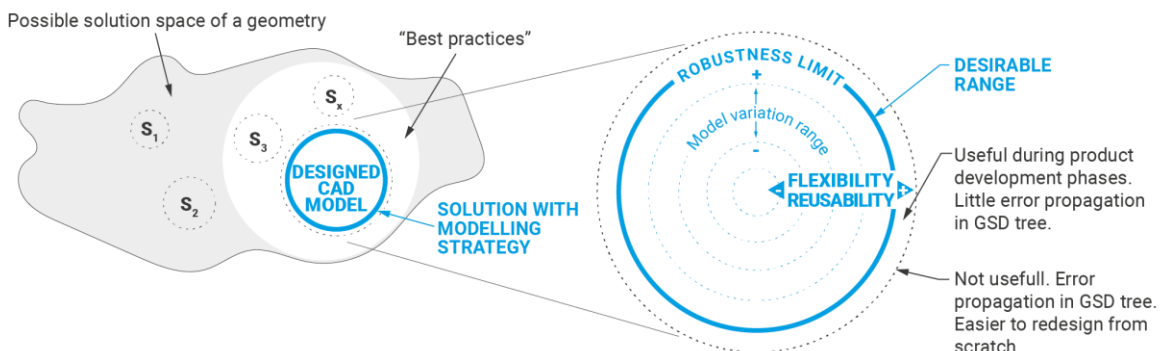 Possible solution space of a geometry
“Best practices”
S1
S2
S3
Sx
DESIGNED
CAD
MODEL
SOLUTION WITH
MODELLING
STRATEGY
ROBUSTNESS LIMIT
+
Model variation range
-
- FLEXIBILITY +
REUSABILITY
DESIRABLE
RANGE
Useful during product
development phases.
Little error propagation
in GSD tree.
Not usefull. Error
propagation in GSD tree.
Easier to redesign from
scratch